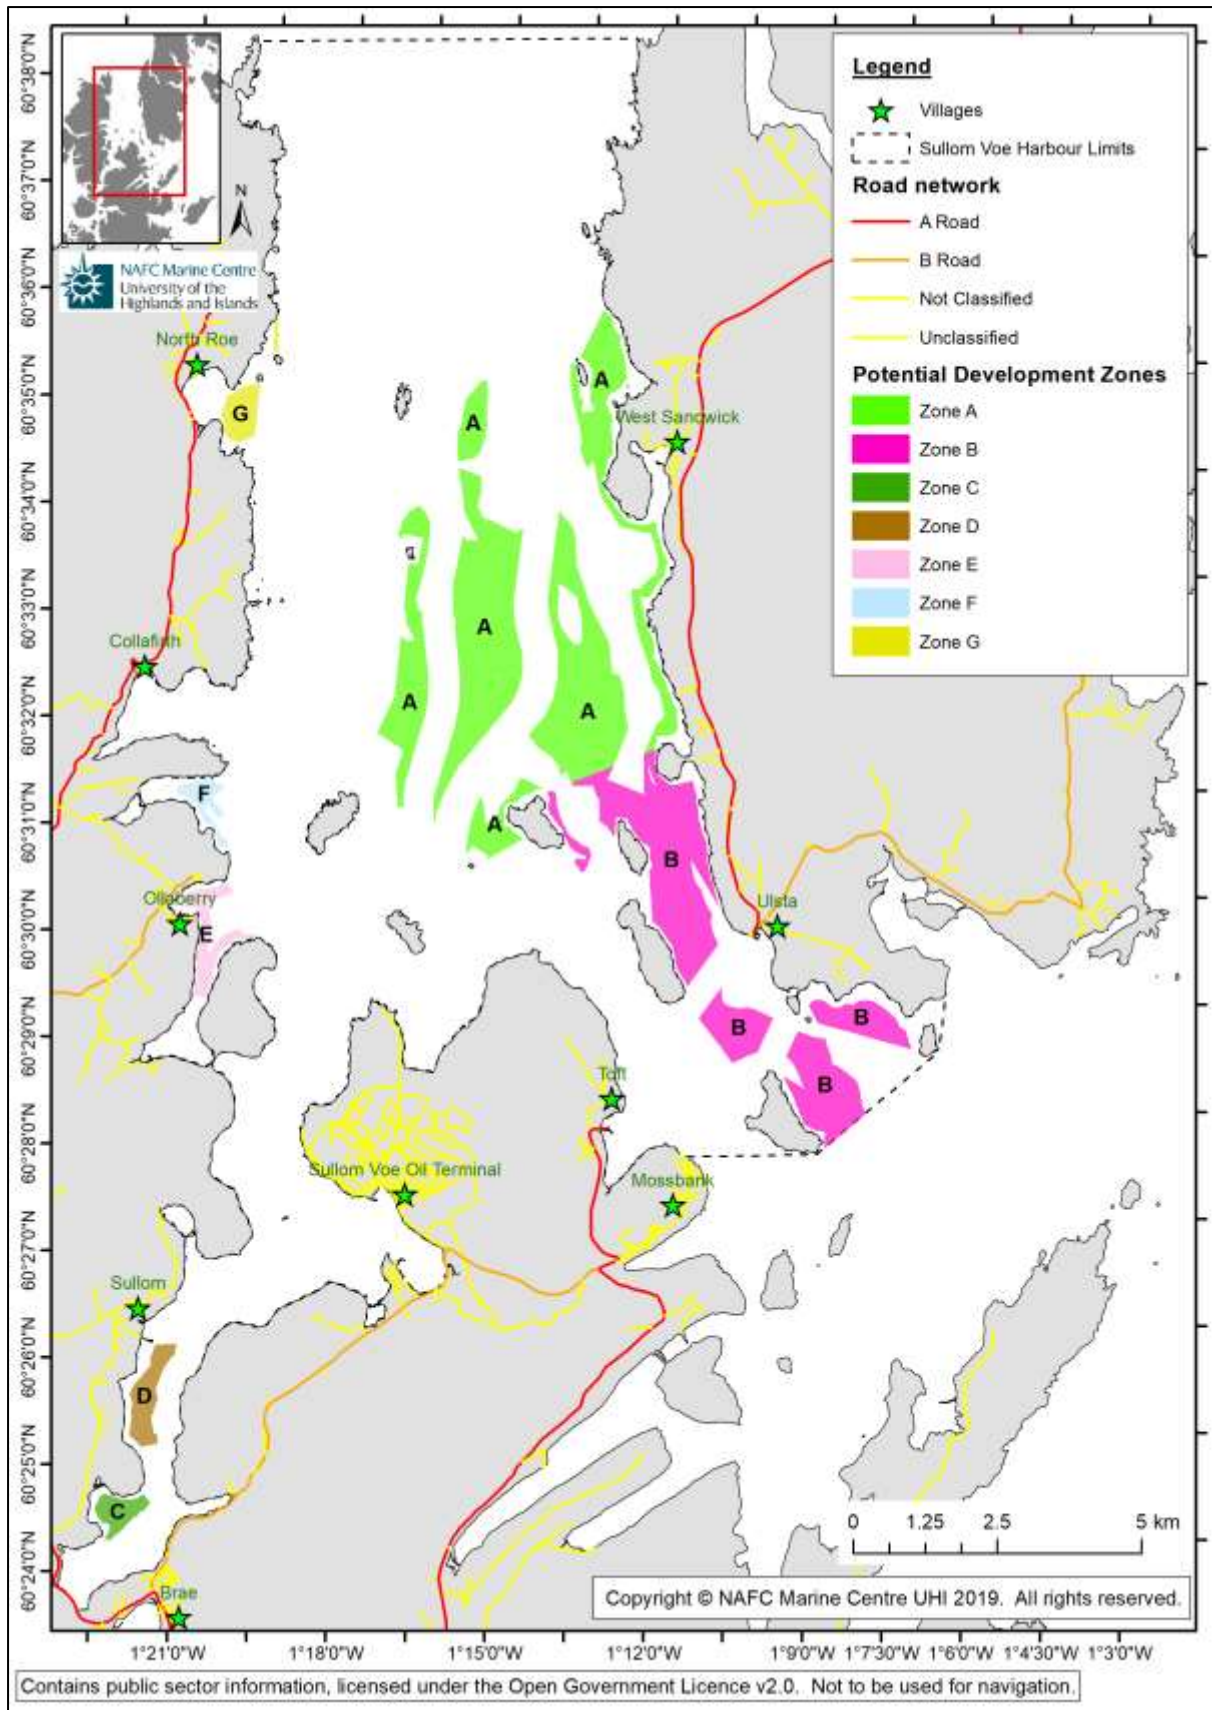 Legend
Villages
Sullom Voe Harbour Limits
Road network
A Road
B Road
Not Classified
Unclassified
Potential Development Zones
Zone A
Zone B
Zone C
Zone D
Zone E
Zone F
Zone G
N
NAFC Marine Centre
University of the
Highlands and Islands
North Roe
G
A
A
West Sandwick
A
A
A
Collafirth
F
A
B
Ollaberry
E
Ulsta
B
B
B
Toft
Sullom Voe Oil Terminal
Mossbank
Sullom
D
C
Brae
60°38'0"N
60°37'0"N
60°36'0"N
60°35'0"N
60°34'0"N
60°33'0"N
60°32'0"N
60°31'0"N
60°30'0"N
60°29'0"N
60°28'0"N
60°27'0"N
60°26'0"N
60°25'0"N
60°24'0"N
0 1.25 2.5 5 km
Copyright © NAFC Marine Centre UHI 2019. All rights reserved.
1°21'0"W 1°18'0"W 1°15'0"W 1°12'0"W 1°9'0"W 1°7'30"W 1°6'0"W 1°4'30"W 1°3'0"W
Contains public sector information, licensed under the Open Government Licence v2.0. Not to be used for navigation.